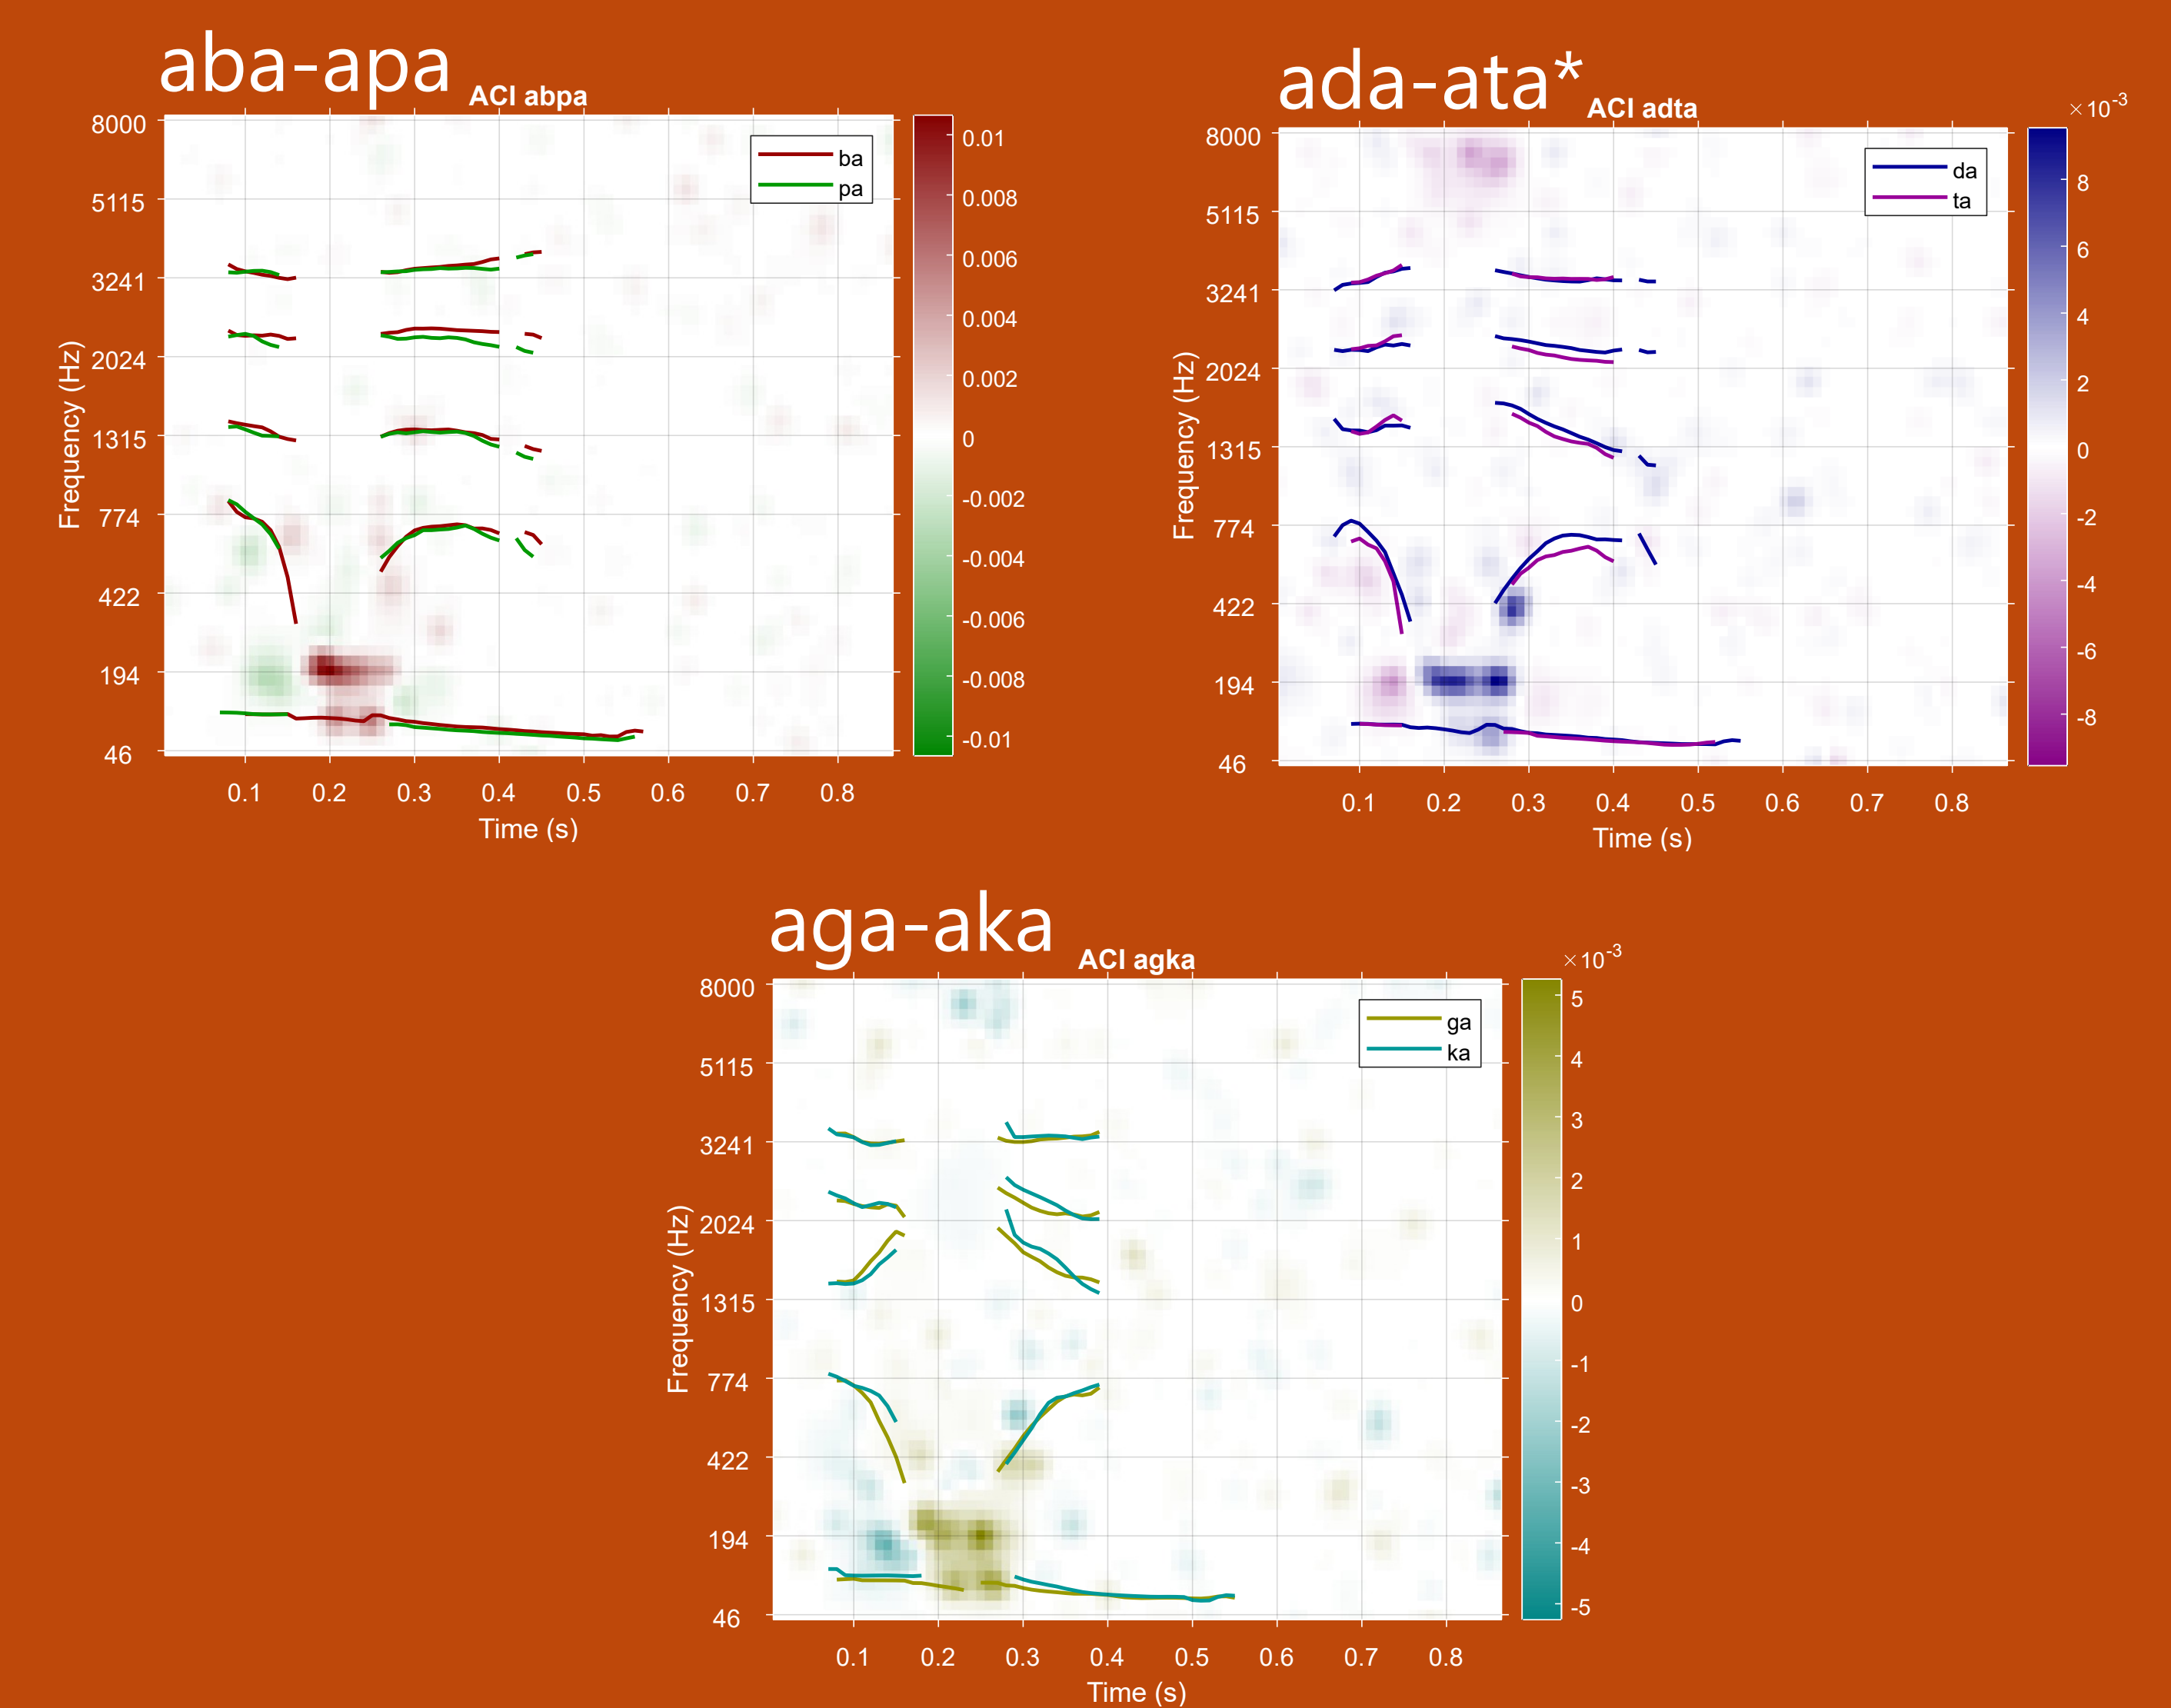 aba-apa
ACI abpa
8000
5115
3241
2024
1315
774
422
194
46
Frequency (Hz)
0.1 0.2 0.3 0.4 0.5 0.6 0.7 0.8
Time (s)
ba
pa
0.01
0.008
0.006
0.004
0.002
0
-0.002
-0.004
-0.006
-0.008
-0.01
ada-ata*
ACI adta
×10-3
8000
5115
3241
2024
1315
774
422
194
46
Frequency (Hz)
0.1 0.2 0.3 0.4 0.5 0.6 0.7 0.8
Time (s)
da
ta
8
6
4
2
0
-2
-4
-6
-8
aga-aka
ACI agka
×10-3
8000
5115
3241
2024
1315
774
422
194
46
Frequency (Hz)
0.1 0.2 0.3 0.4 0.5 0.6 0.7 0.8
Time (s)
ga
ka
5
4
3
2
1
0
-1
-2
-3
-4
-5